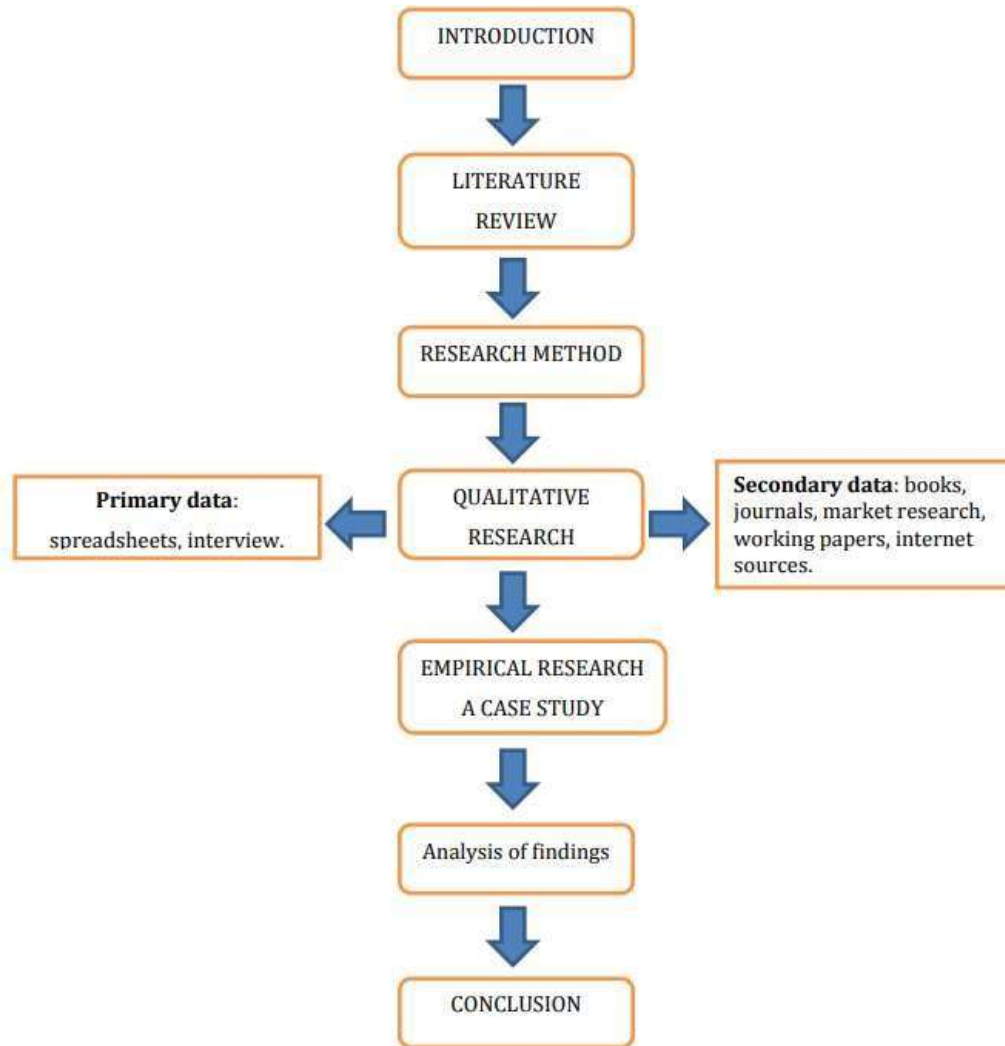 INTRODUCTION
LITERATURE
REVIEW
RESEARCH METHOD
Primary data:
spreadsheets, interview.
QUALITATIVE
RESEARCH
Secondary data: books,
journals, market research,
working papers, internet
sources.
EMPIRICAL RESEARCH
A CASE STUDY
Analysis of findings
CONCLUSION